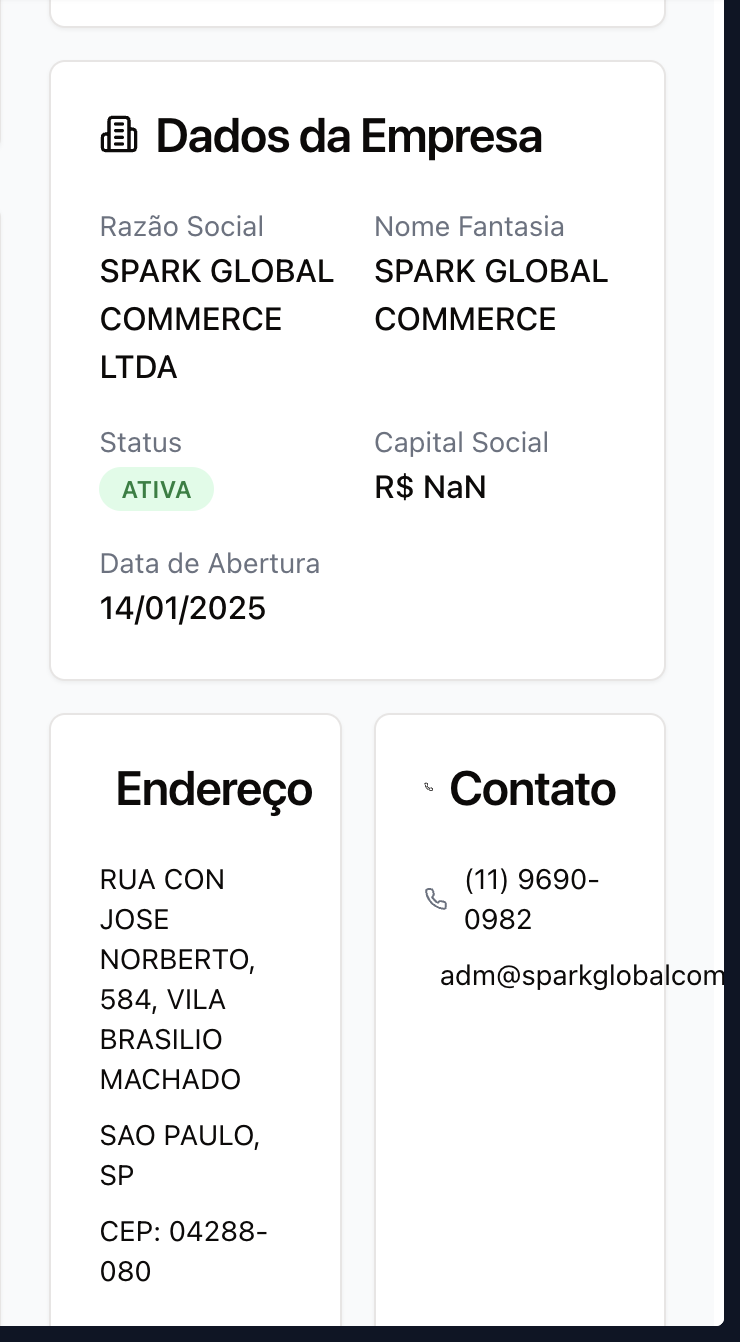 Dados da Empresa
Razão Social
SPARK GLOBAL
COMMERCE
LTDA
Nome Fantasia
SPARK GLOBAL
COMMERCE
Status
ATIVA
Capital Social
R$ NaN
Data de Abertura
14/01/2025
Endereço
RUA CON
JOSE
NORBERTO,
584, VILA
BRASILIO
MACHADO
SAO PAULO,
SP
CEP: 04288-
080
Contato
(11) 9690-
0982
adm@sparkglobalcom